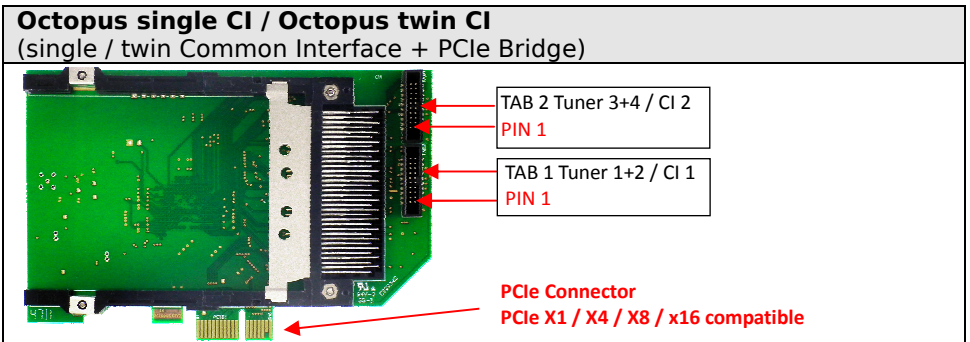 Octopus single CI / Octopus twin CI
(single / twin Common Interface + PCIe Bridge)
TAB 2 Tuner 3+4 / CI 2
PIN 1
TAB 1 Tuner 1+2 / CI 1
PIN 1
PCIe Connector
PCIe X1 / X4 / X8 / x16 compatible
4711